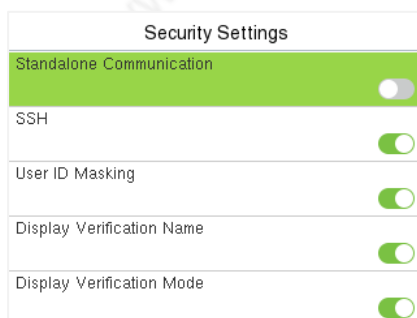 Security Settings
Standalone Communication
SSH
User ID Masking
Display Verification Name
Display Verification Mode